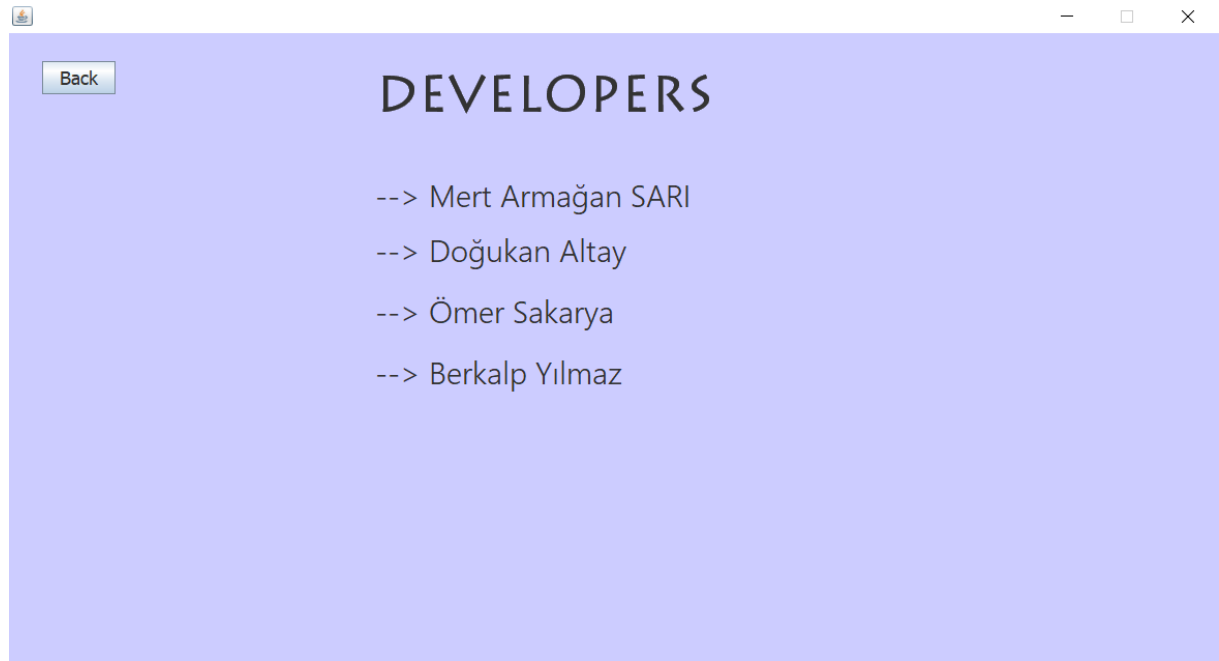 Back
DEVELOPERS
--> Mert Armağan SARI
--> Doğukan Altay
--> Ömer Sakarya
--> Berkalp Yılmaz